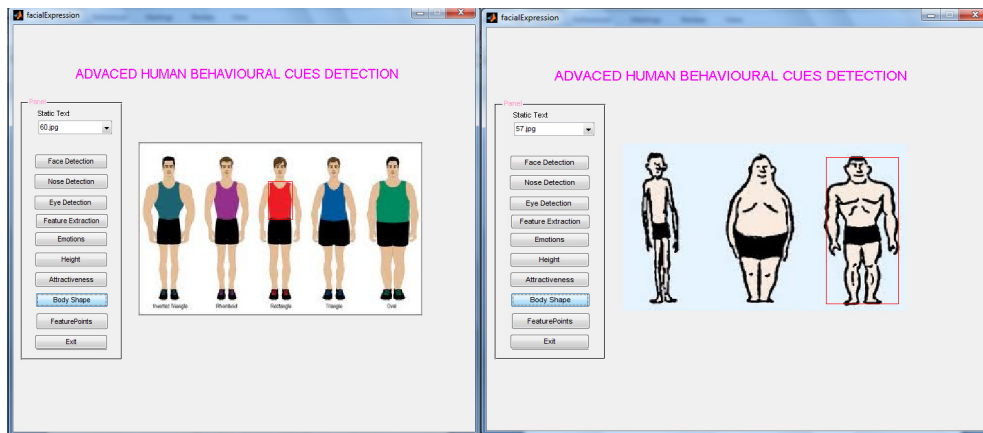 facialExpression
ADVACED HUMAN BEHAVIOURAL CUES DETECTION
Panel
Static Text
60.jpg
Face Detection
Nose Detection
Eye Detection
Feature Extraction
Emotions
Height
Attractiveness
Body Shape
FeaturePoints
Exit
Inverted Triangle
Rhomboid
Rectangle
Triangle
Oval
facialExpression
ADVACED HUMAN BEHAVIOURAL CUES DETECTION
Panel
Static Text
57.jpg
Face Detection
Nose Detection
Eye Detection
Feature Extraction
Emotions
Height
Attractiveness
Body Shape
FeaturePoints
Exit